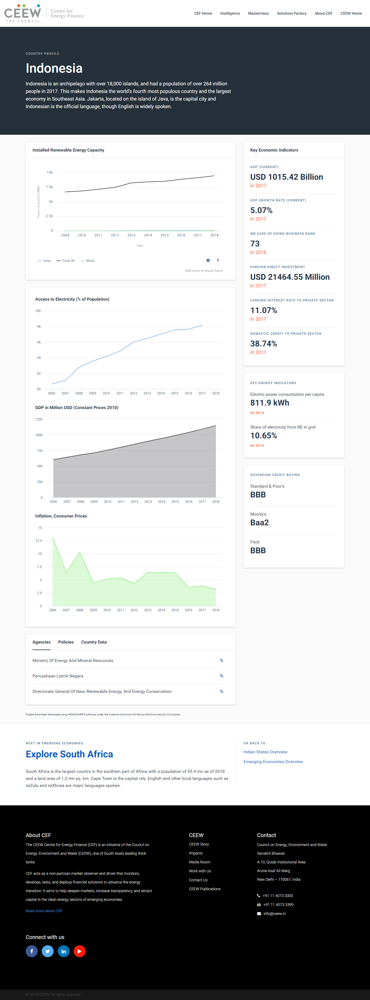 CEEW
THE COUNCIL
Centre for
Energy Finance
CEF Home
Intelligence
Masterclass
Solutions Factory
About CEF
CEEW Home
COUNTRY PROFILE
Indonesia
Indonesia is an archipelago with over 18,000 islands, and had a population of over 264 million
people in 2017. This makes Indonesia the world's fourth most populous country and the largest
economy in Southeast Asia. Jakarta, located on the island of Java, is the capital city and
Indonesian is the official language, though English is widely spoken.
Installed Renewable Energy Capacity
Power Installed (MW)
10k
7.5k
5k
2.5k
0
2009 2010 2011 2012 2013 2014 2015 2016 2017 2018
Year
Solar
Total RE
Wind
CEEW Centre for Energy Finance
Access to Electricity (% of Population)
100
98
96
94
92
90
2006 2007 2008 2009 2010 2011 2012 2013 2014 2015 2016 2017 2018
GDP in Million USD (Constant Prices 2010)
1250
1000
750
500
250
0
2006 2007 2008 2009 2010 2011 2012 2013 2014 2015 2016 2017 2018
Inflation, Consumer Prices
15
12.5
10
7.5
5
2.5
0
2006 2007 2008 2009 2010 2011 2012 2013 2014 2015 2016 2017 2018
Agencies
Policies
Country Data
Ministry Of Energy And Mineral Resources
Perusahaan Listrik Negara
Directorate General Of New, Renewable Energy, And Energy Conservation
Graphs have been developed using HIGHCHARTS software under the Creative Commons Attribution-NonCommercial 3.0 License
Key Economic Indicators
GDP (CURRENT)
USD 1015.42 Billion
in 2017
GDP GROWTH RATE (CURRENT)
5.07%
in 2017
WB EASE OF DOING BUSINESS RANK
73
in 2018
FOREIGN DIRECT INVESTMENT
USD 21464.55 Million
in 2017
LENDING INTEREST RATE TO PRIVATE SECTOR
11.07%
in 2017
DOMESTIC CREDIT TO PRIVATE SECTOR
38.74%
in 2017
KEY ENERGY INDICATORS
Electric power consumption per capita
811.9 kWh
IN 2014
Share of electricity from RE in grid
10.65%
IN 2015
SOVEREIGN CREDIT RATING
Standard & Poor's
BBB
Moody's
Baa2
Fitch
BBB
NEXT IN EMERGING ECONOMIES
Explore South Africa
South Africa is the largest country in the southern part of Africa with a population of 55.4 mn as of 2018
and a land area of 1.2 mn sq. km. Cape Town is the capital city. English and other local languages such as
isiZulu and isiXhosa are major languages spoken.
OR BACK TO
Indian States Overview
Emerging Economies Overview
About CEF
The CEEW Centre for Energy Finance (CEF) is an initiative of the Council on
Energy, Environment and Water (CEEW), one of South Asia's leading think
tanks.
CEF acts as a non-partisan market observer and driver that monitors,
develops, tests, and deploys financial solutions to advance the energy
transition. It aims to help deepen markets, increase transparency, and attract
capital in the clean energy sectors of emerging economies.
Read more about CEF
CEEW
CEEW Story
Impacts
Media Room
Work with Us
Contact Us
CEEW Publications
Contact
Council on Energy, Environment and Water
Sanskrit Bhawan
A-10, Qutab Institutional Area
Aruna Asaf Ali Marg
New Delhi – 110067, India
+91 11 4073 3300
+91 11 4073 3399
info@ceew.in
Connect with us
© 2019 CEEW. All rights reserved.